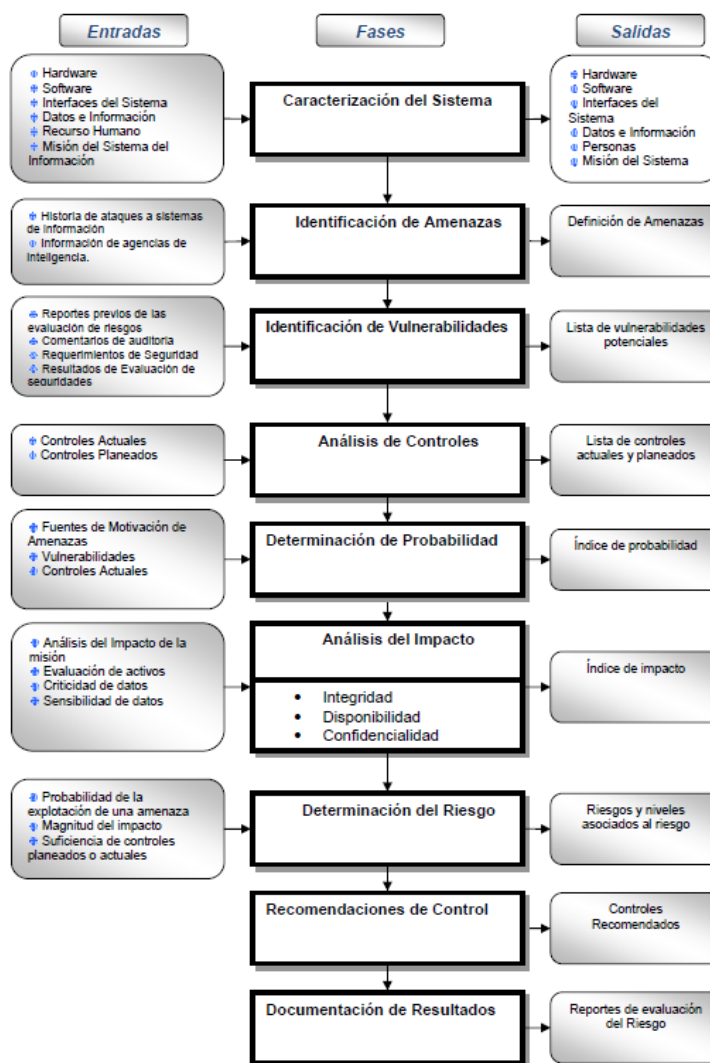 Entradas
Fases
Salidas
Hardware
Software
Interfaces del Sistema
Datos e Información
Recurso Humano
Misión del Sistema del
Información
Caracterización del Sistema
Hardware
Software
Interfaces del
Sistema
Datos e Información
Personas
Misión del Sistema
Historia de ataques a sistemas
de información
Información de agencias de
Inteligencia.
Identificación de Amenazas
Definición de Amenazas
Reportes previos de las
evaluación de riesgos
Comentarios de auditoria
Requerimientos de Seguridad
Resultados de Evaluación de
seguridades
Identificación de Vulnerabilidades
Lista de vulnerabilidades
potenciales
Controles Actuales
Controles Planeados
Análisis de Controles
Lista de controles
actuales y planeados
Fuentes de Motivación de
Amenazas
Vulnerabilidades
Controles Actuales
Determinación de Probabilidad
Índice de probabilidad
Análisis del Impacto de la
misión
Evaluación de activos
Criticidad de datos
Sensibilidad de datos
Análisis del Impacto
• Integridad
• Disponibilidad
• Confidencialidad
Índice de impacto
Probabilidad de la
explotación de una amenaza
Magnitud del impacto
Suficiencia de controles
planeados o actuales
Determinación del Riesgo
Riesgos y niveles
asociados al riesgo
Recomendaciones de Control
Controles
Recomendados
Documentación de Resultados
Reportes de evaluación
del Riesgo